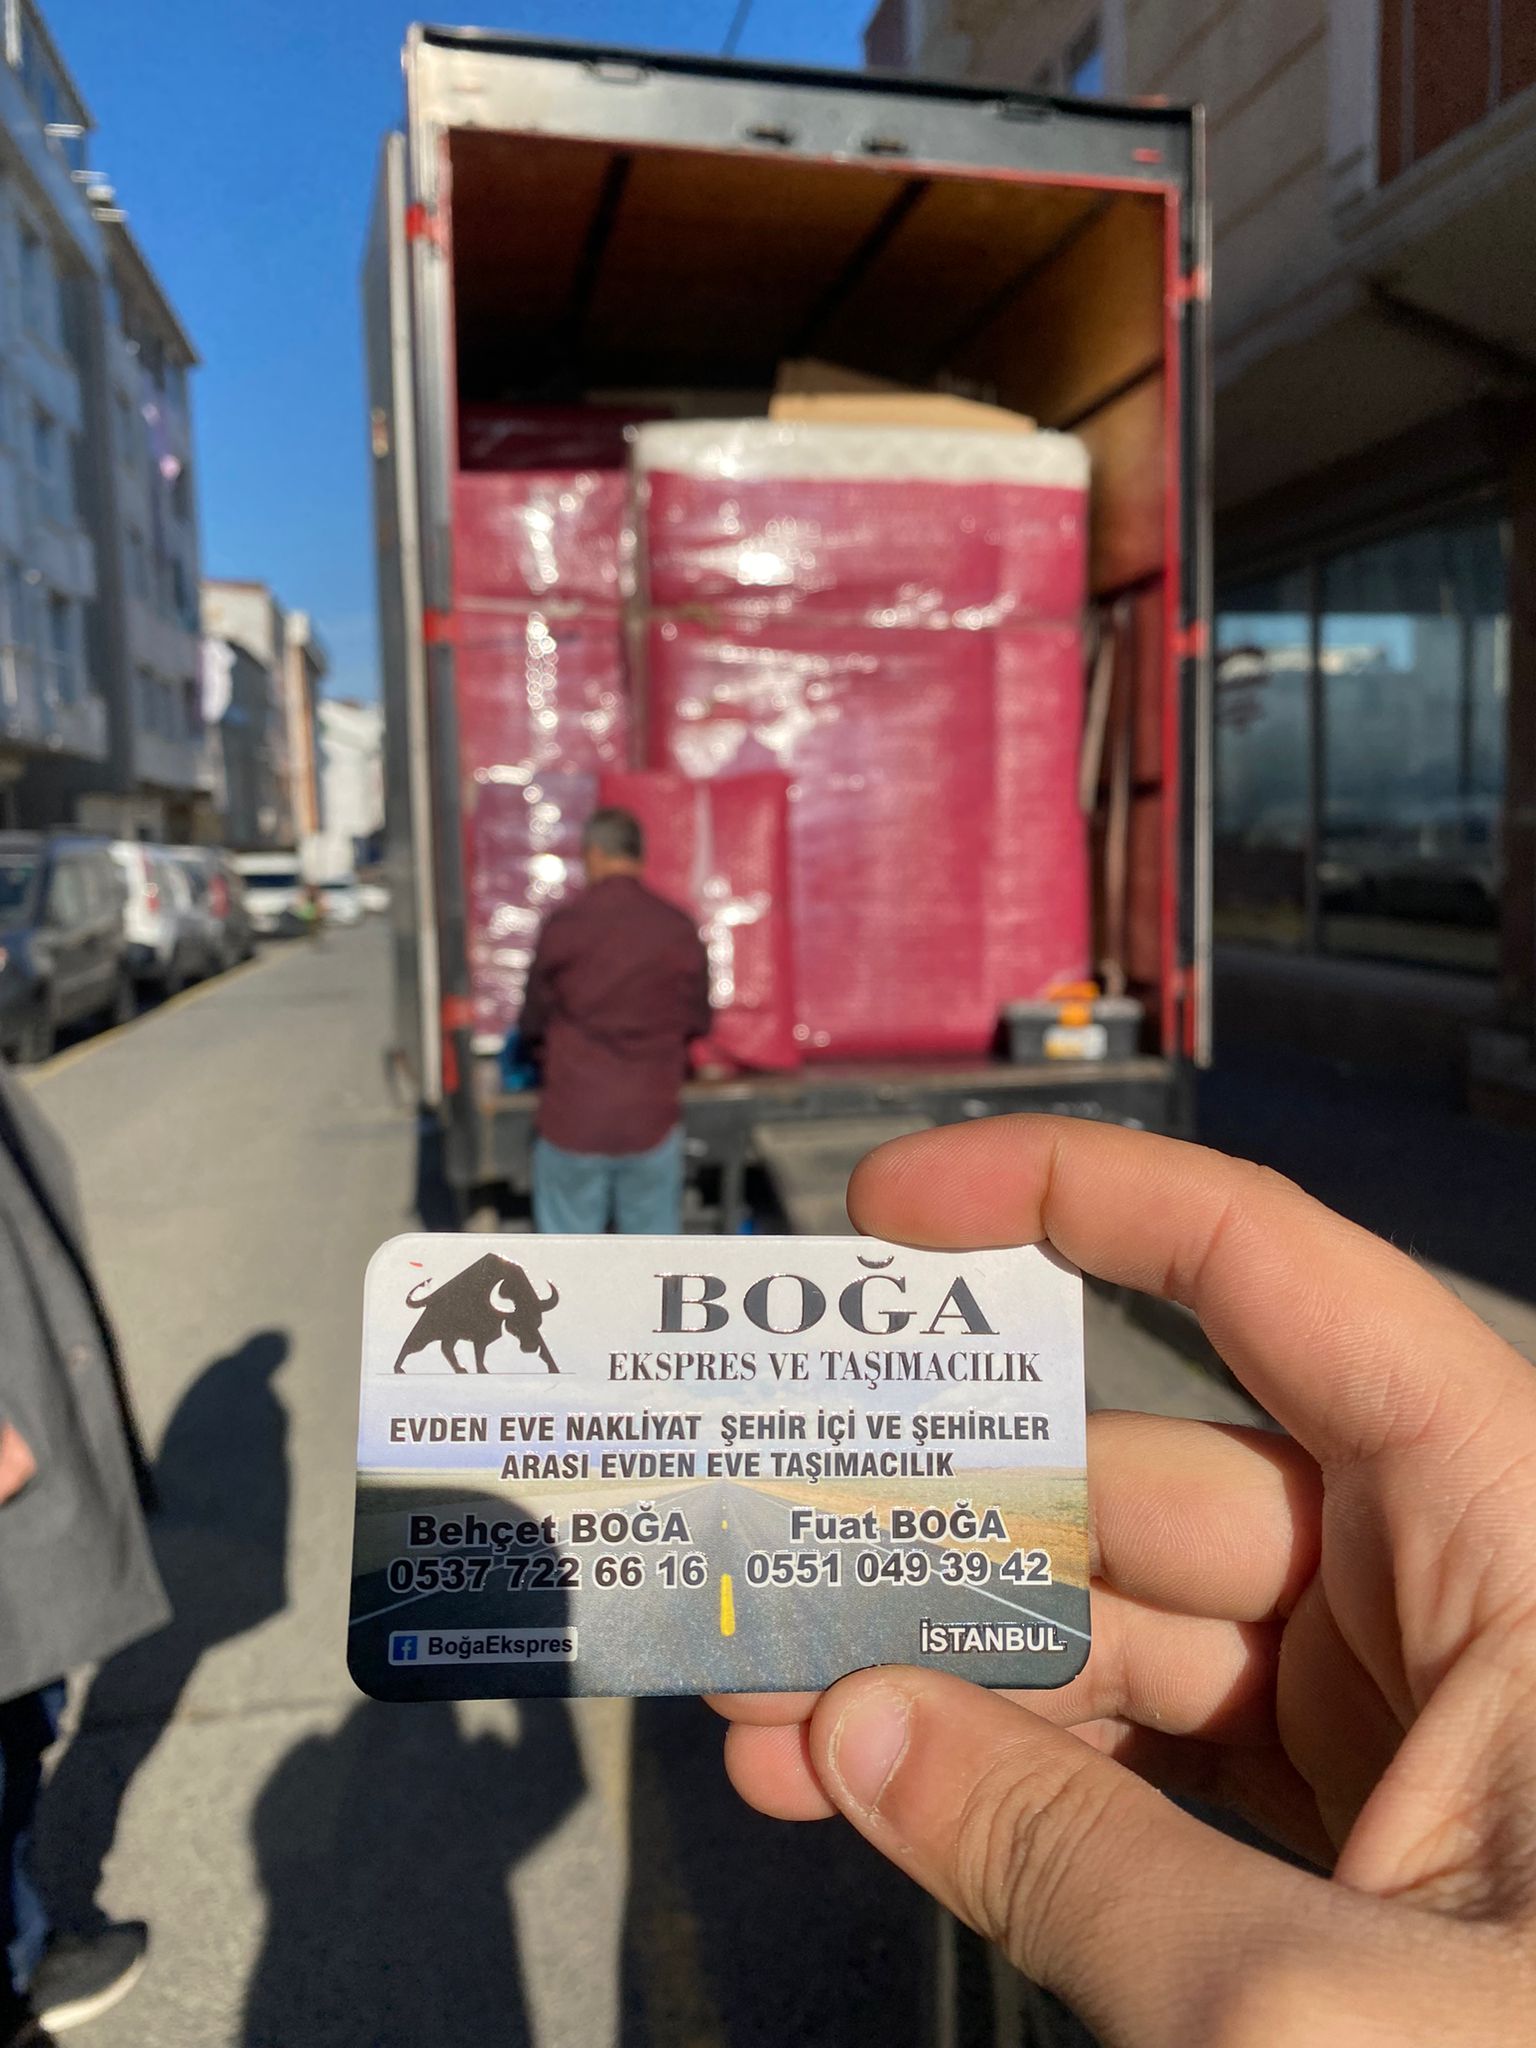 BOĞA
EKSPRES VE TAŞIMACILIK
EVDEN EVE NAKLİYAT ŞEHİR İÇİ VE ŞEHİRLER
ARASI EVDEN EVE TAŞIMACILIK
Behçet BOĞA
0537 722 66 16
Fuat BOĞA
0551 049 39 42
BoğaEkspres
İSTANBUL